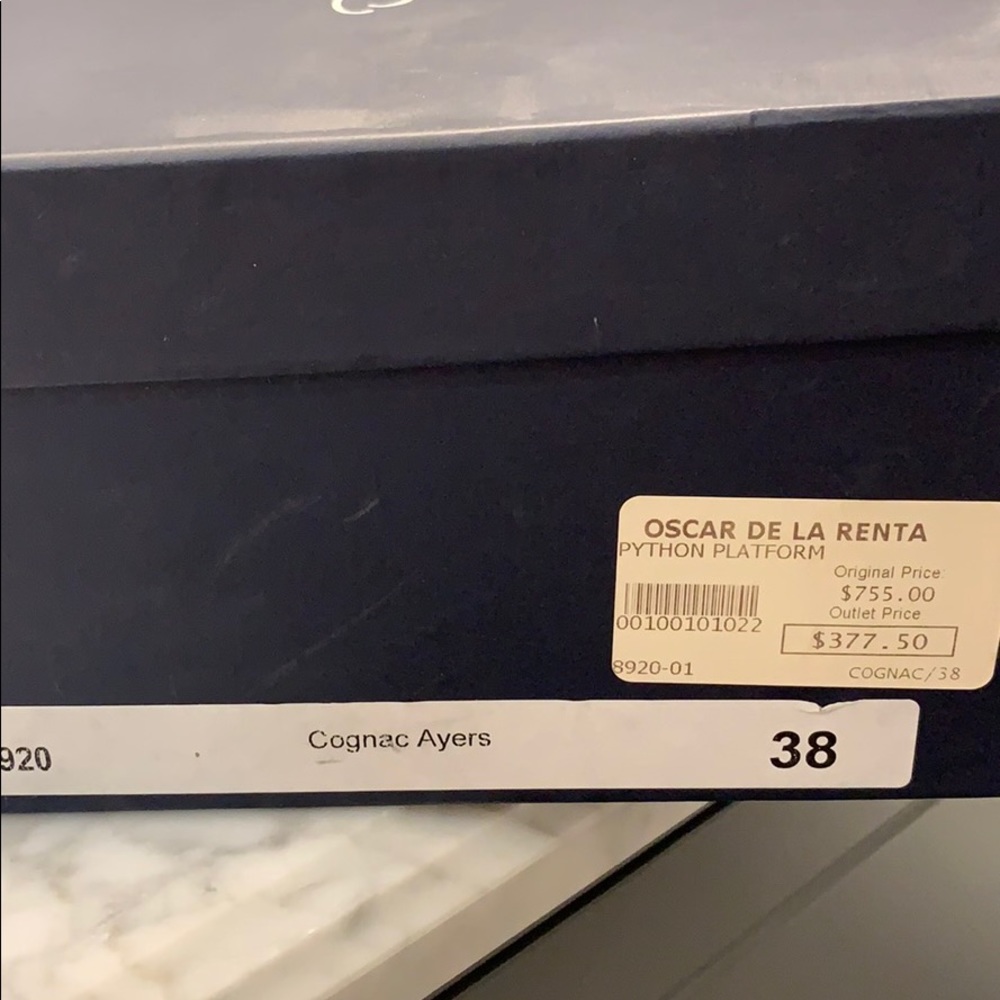 OSCAR DE LA RENTA
PYTHON PLATFORM
Original Price:
$755.00
Outlet Price
00100101022
$377.50
8920-01
COGNAC/38
920
Cognac Ayers
38